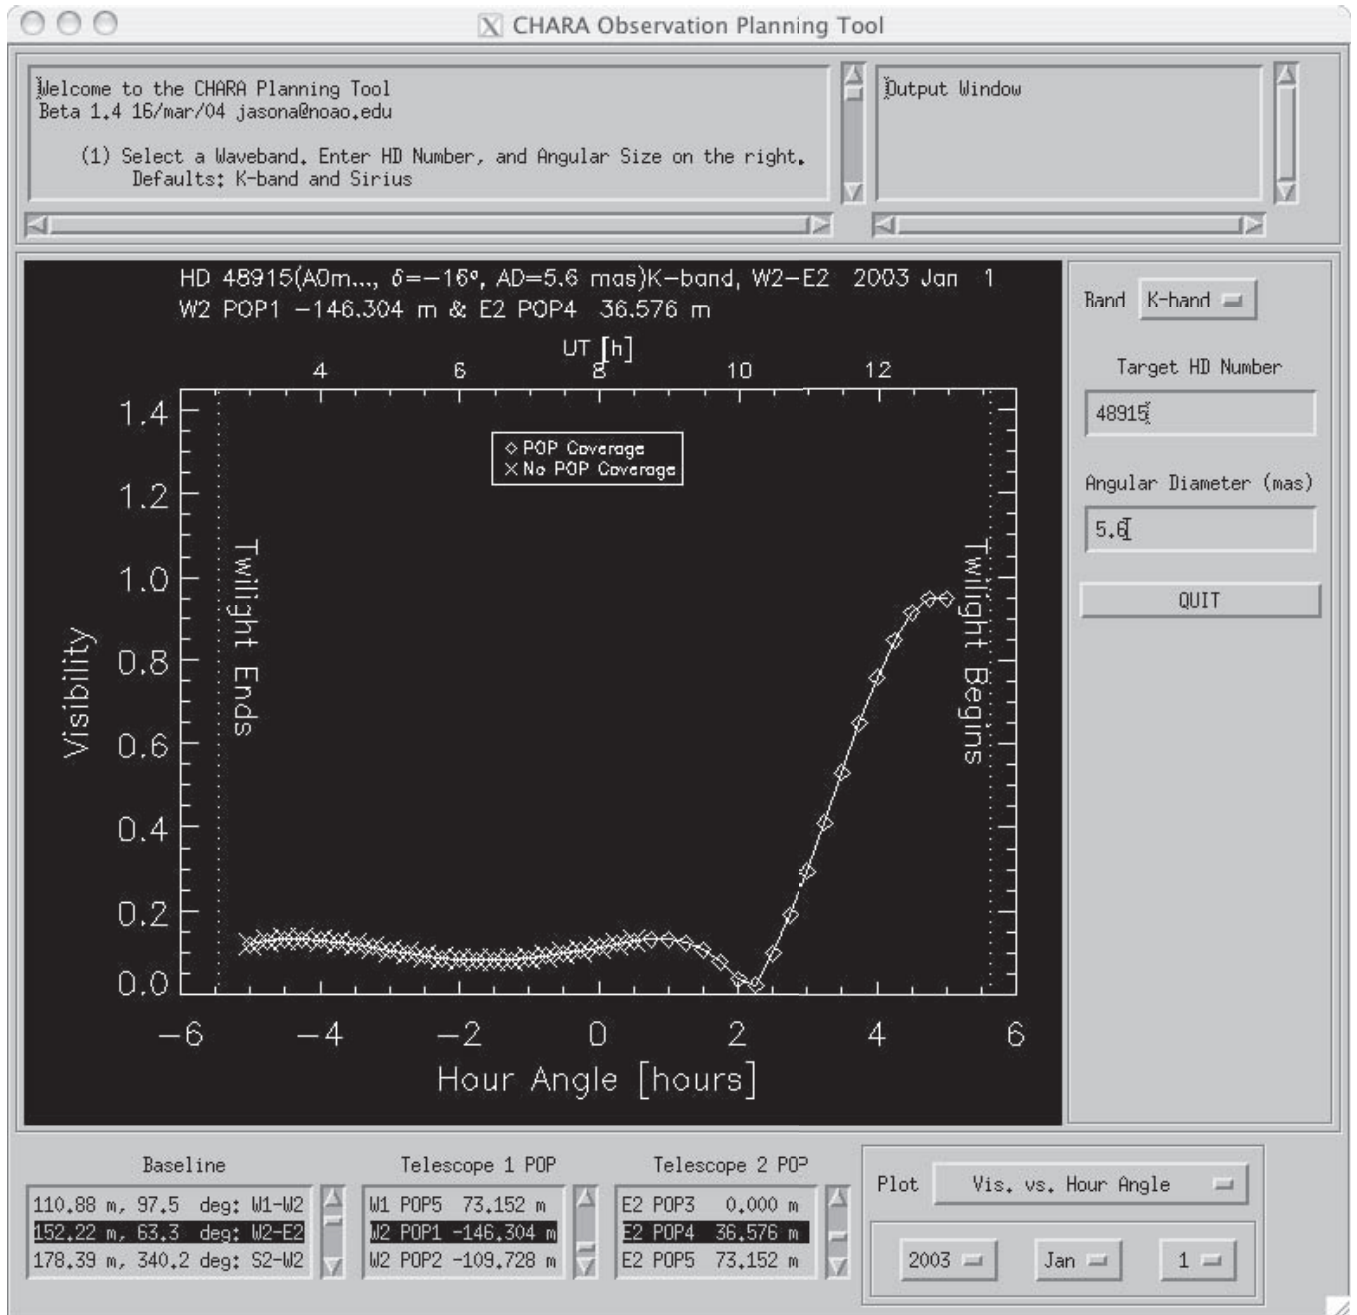 CHARA Observation Planning Tool
Welcome to the CHARA Planning Tool
Beta 1.4 16/mar/04 jasona@noao.edu
(1) Select a Waveband. Enter HD Number, and Angular Size on the right.
Defaults: K-band and Sirius
Output Window
HD 48915(A0m..., δ=−16°, AD=5.6 mas)K−band, W2−E2 2003 Jan 1
W2 POP1 −146.304 m & E2 POP4 36.576 m
UT [h]
4 6 8 10 12
◇ POP Coverage
× No POP Coverage
1.4
1.2
1.0
0.8
0.6
0.4
0.2
0.0
Visibility
Twilight Ends
Twilight Begins
−6 −4 −2 0 2 4 6
Hour Angle [hours]
Band K-band
Target HD Number
48915
Angular Diameter (mas)
5.6
QUIT
Baseline
110.88 m, 97.5 deg: W1-W2
152.22 m, 63.3 deg: W2-E2
178.39 m, 340.2 deg: S2-W2
Telescope 1 POP
W1 POP5 73.152 m
W2 POP1 -146.304 m
W2 POP2 -109.728 m
Telescope 2 POP
E2 POP3 0.000 m
E2 POP4 36.576 m
E2 POP5 73.152 m
Plot Vis. vs. Hour Angle
2003 Jan 1